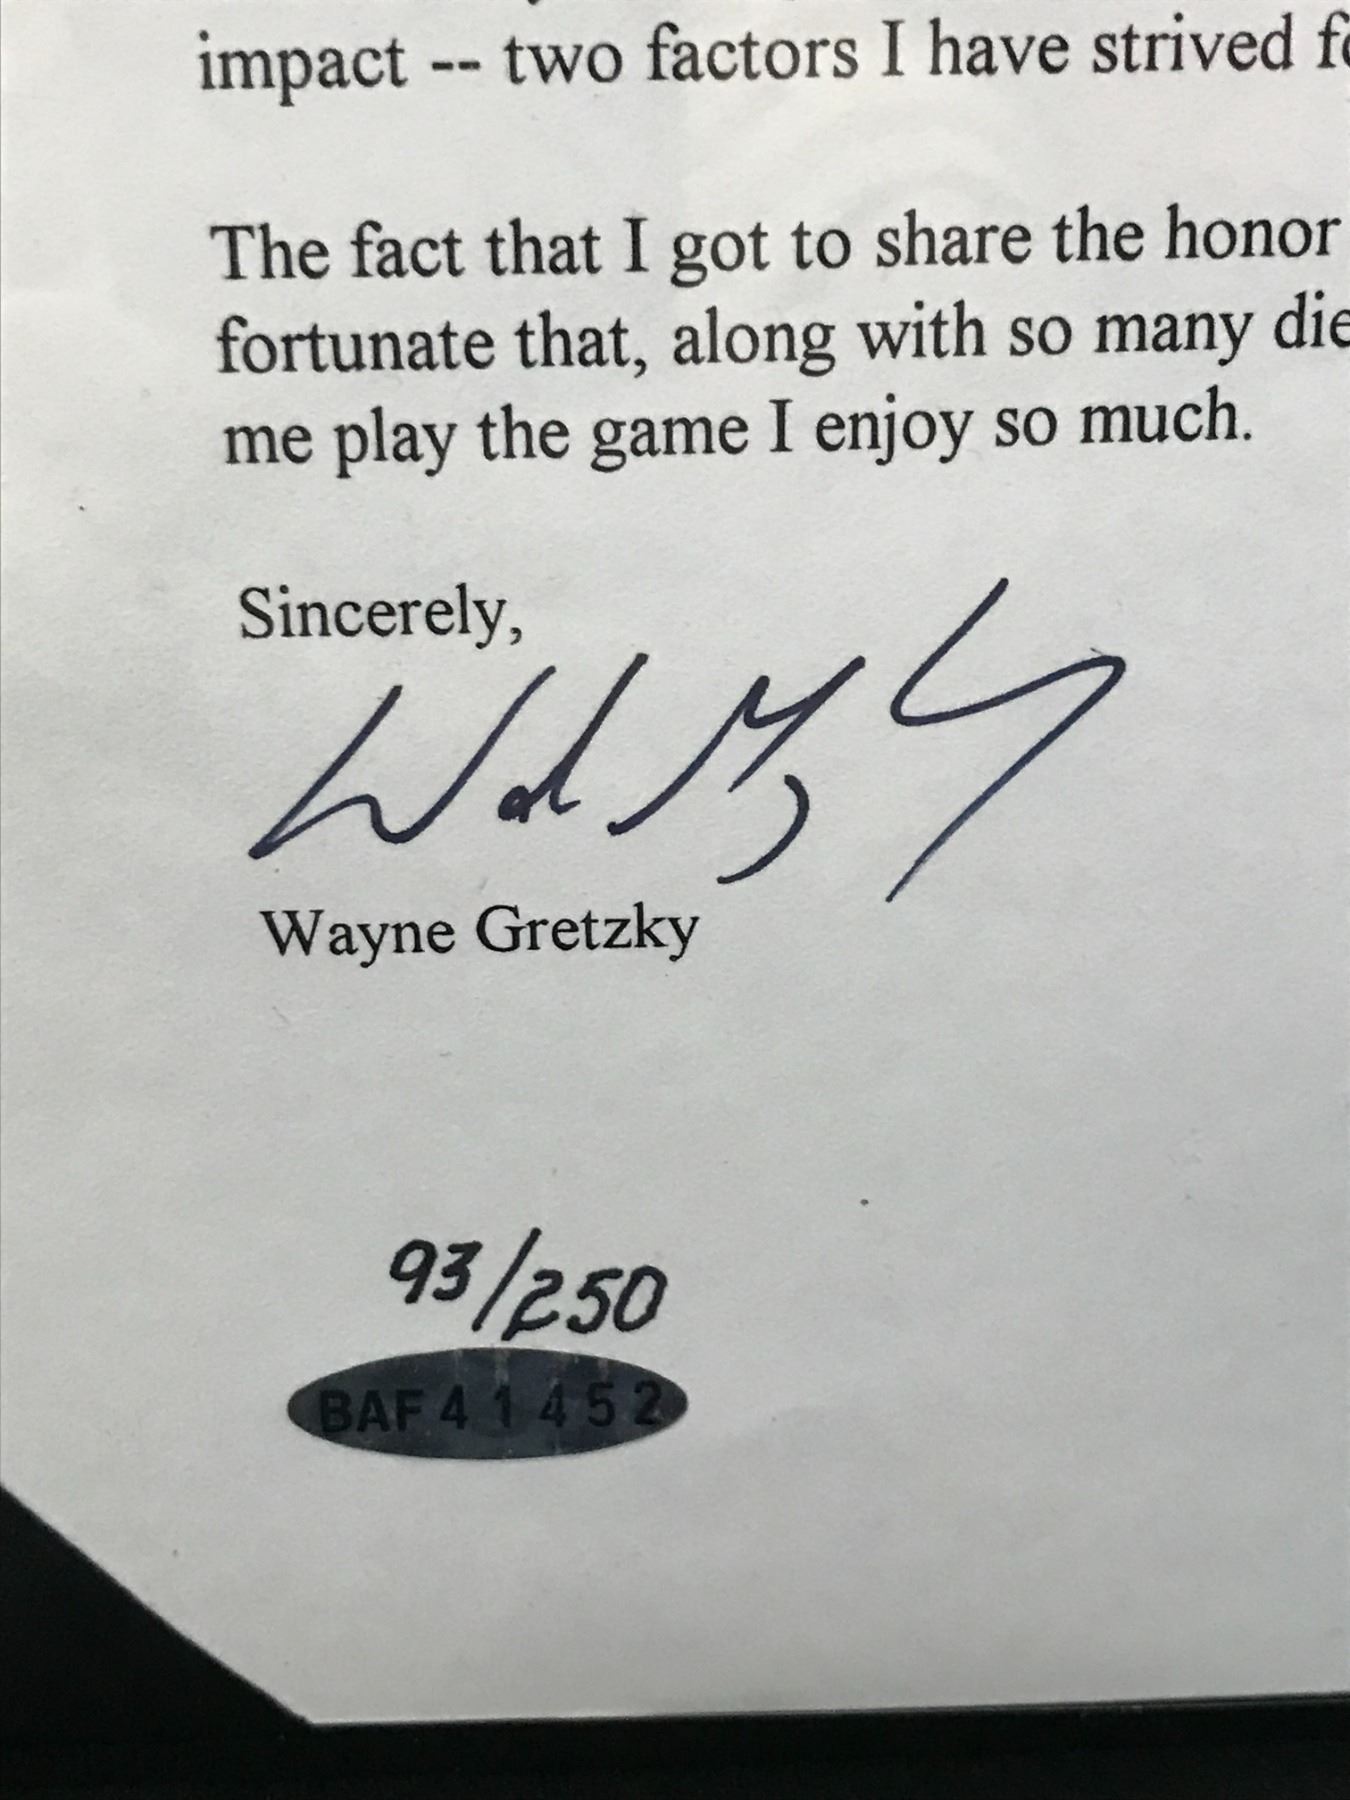 impact -- two factors I have strived
The fact that I got to share the honor
fortunate that, along with so many
me play the game I enjoy so much.
Sincerely,
Wayne Gretzky
93/250
BAF41452